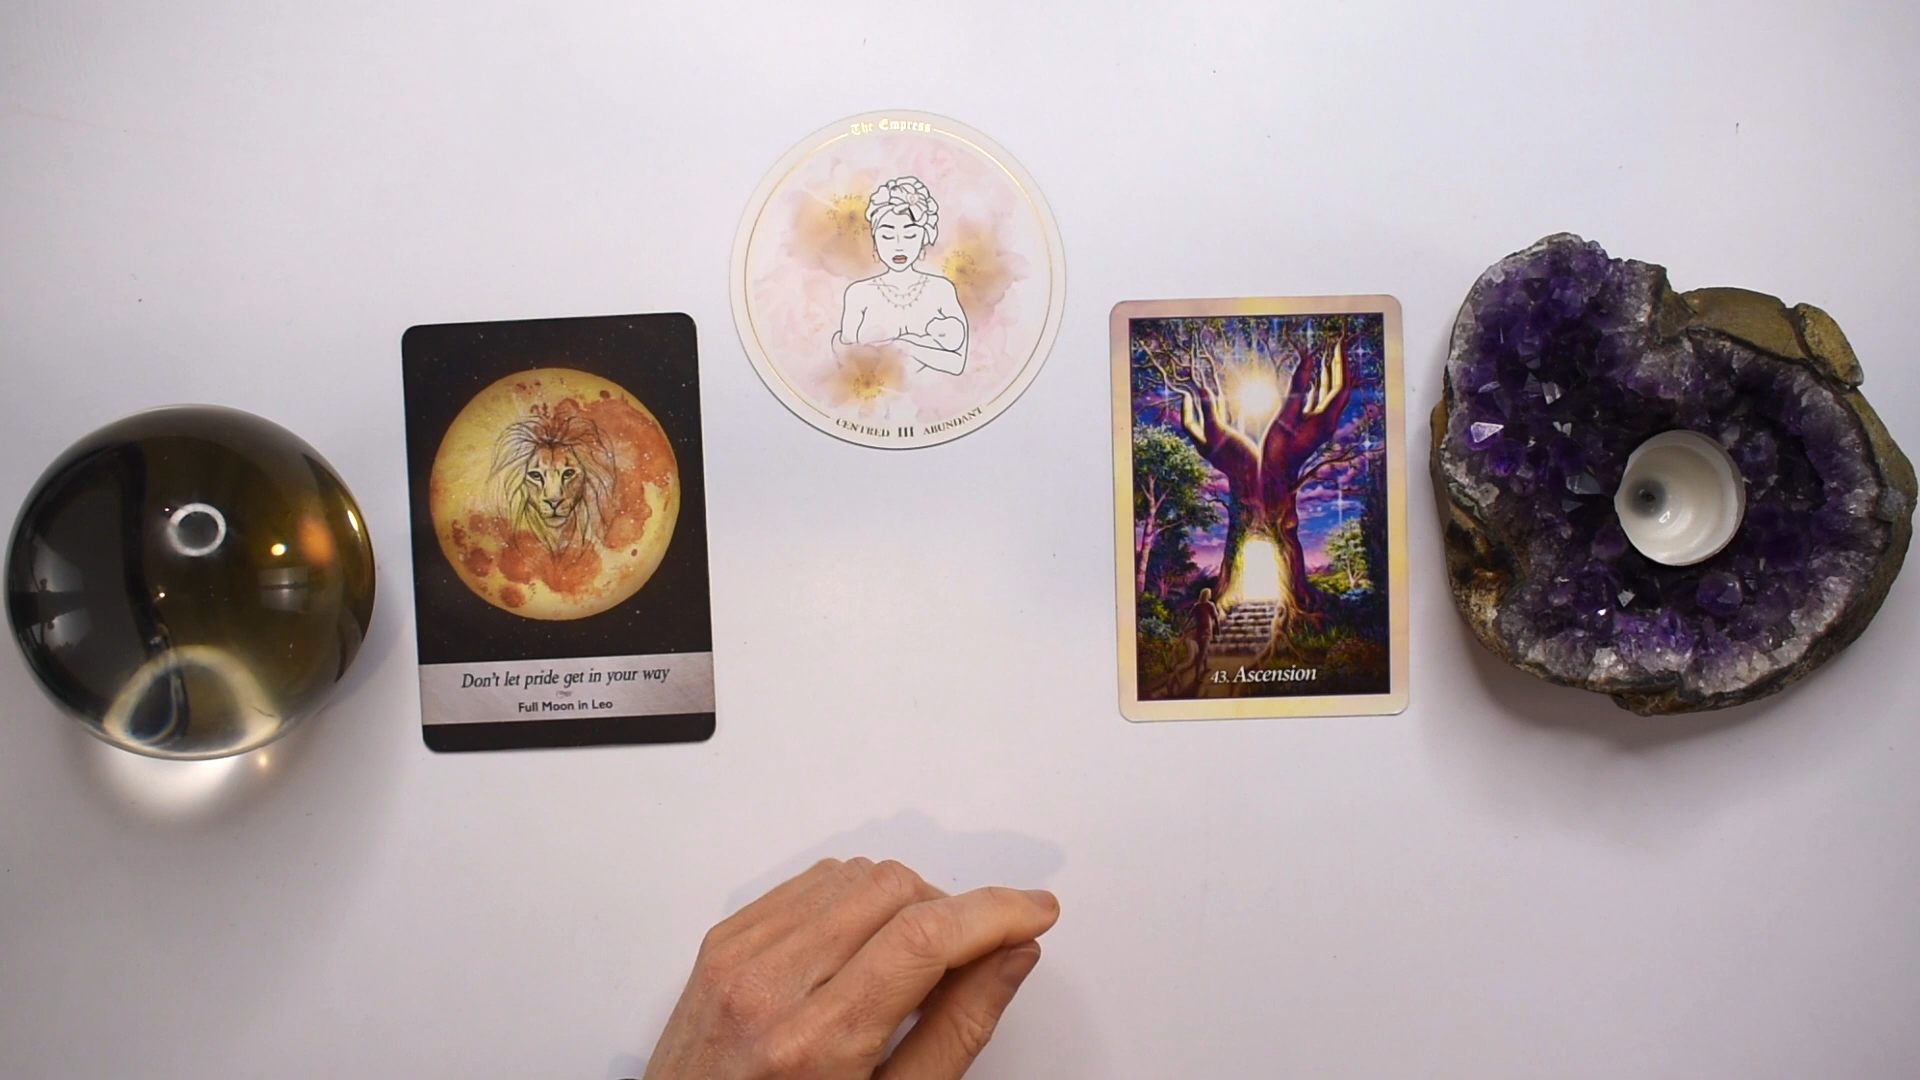 The Empress
CENTRED III ABUNDANT
Don't let pride get in your way
Full Moon in Leo
43. Ascension